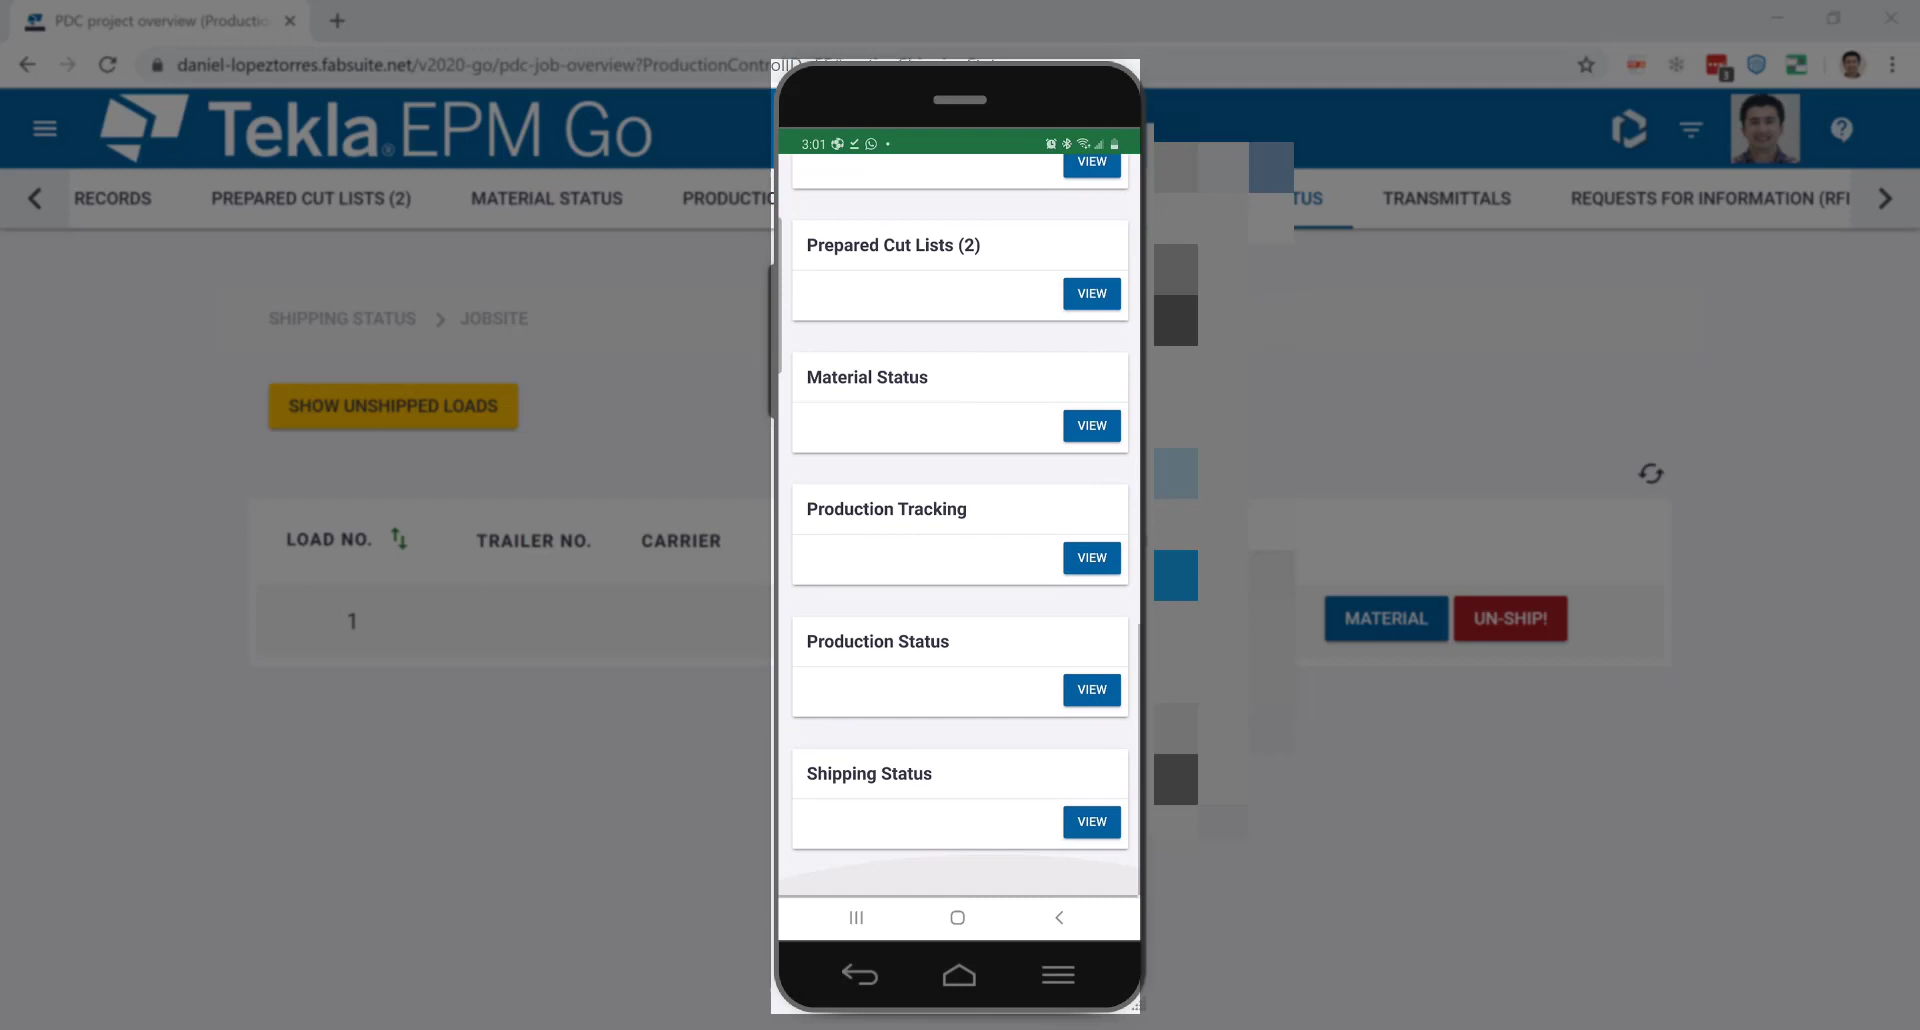 PDC project overview (Productio
daniel-lopeztorres.fabsuite.net/v2020-go/pdc-job-overview?ProductionControlID
3
Tekla® EPM Go
RECORDS
PREPARED CUT LISTS (2)
MATERIAL STATUS
PRODUCTIO
TUS
TRANSMITTALS
REQUESTS FOR INFORMATION (RFI
SHIPPING STATUS > JOBSITE
SHOW UNSHIPPED LOADS
LOAD NO.
TRAILER NO.
CARRIER
1
MATERIAL
UN-SHIP!
3:01
VIEW
Prepared Cut Lists (2)
VIEW
Material Status
VIEW
Production Tracking
VIEW
Production Status
VIEW
Shipping Status
VIEW